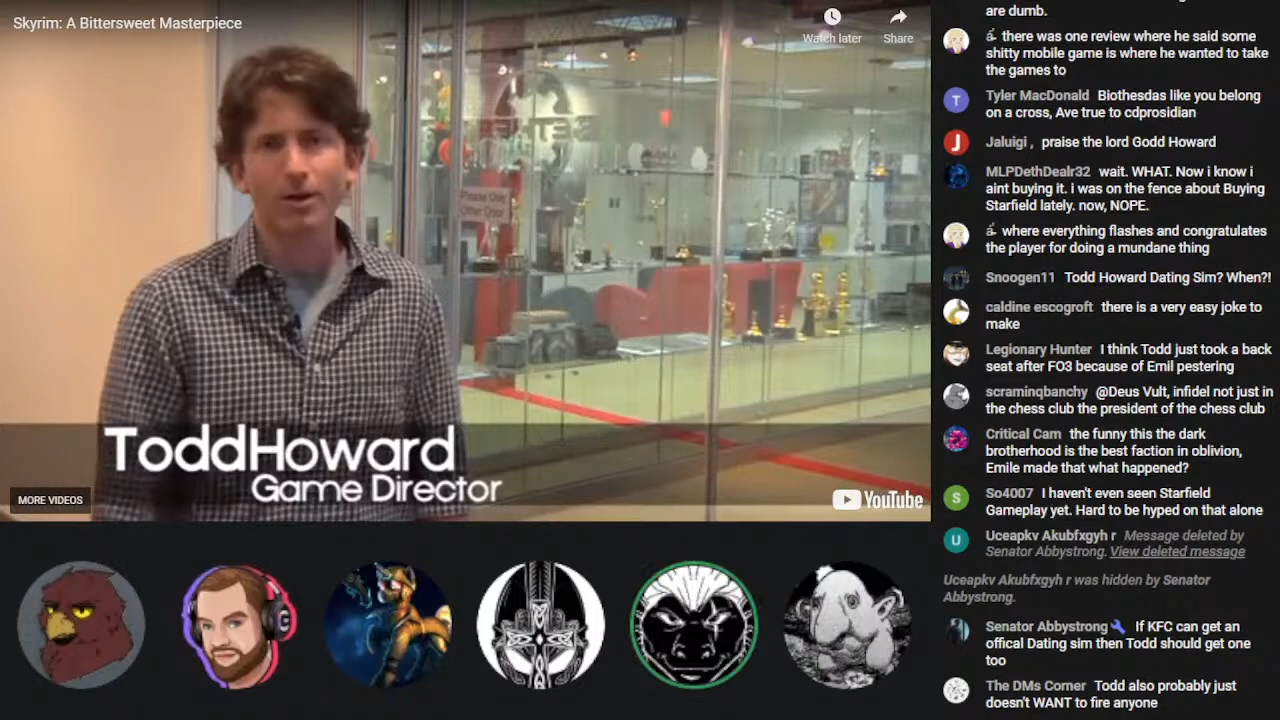 Skyrim: A Bittersweet Masterpiece
Watch later
Share
Please Use
Other Door
ToddHoward
Game Director
MORE VIDEOS
YouTube
are dumb.
there was one review where he said some
shitty mobile game is where he wanted to take
the games to
T
Tyler MacDonald Biothesdas like you belong
on a cross, Ave true to cdprosidian
J
Jaluigi , praise the lord Godd Howard
MLPDethDealr32 wait. WHAT. Now i know i
aint buying it. i was on the fence about Buying
Starfield lately. now, NOPE.
where everything flashes and congratulates
the player for doing a mundane thing
Snoogen11 Todd Howard Dating Sim? When?!
caldine escogroft there is a very easy joke to
make
Legionary Hunter I think Todd just took a back
seat after FO3 because of Emil pestering
scraminqbanchy @Deus Vult, infidel not just in
the chess club the president of the chess club
Critical Cam the funny this the dark
brotherhood is the best faction in oblivion,
Emile made that what happened?
S
So4007 I haven't even seen Starfield
Gameplay yet. Hard to be hyped on that alone
U
Uceapkv Akubfxgyh r Message deleted by
Senator Abbystrong. View deleted message
Uceapkv Akubfxgyh r was hidden by Senator
Abbystrong.
Senator Abbystrong If KFC can get an
offical Dating sim then Todd should get one
too
The DMs Corner Todd also probably just
doesn't WANT to fire anyone